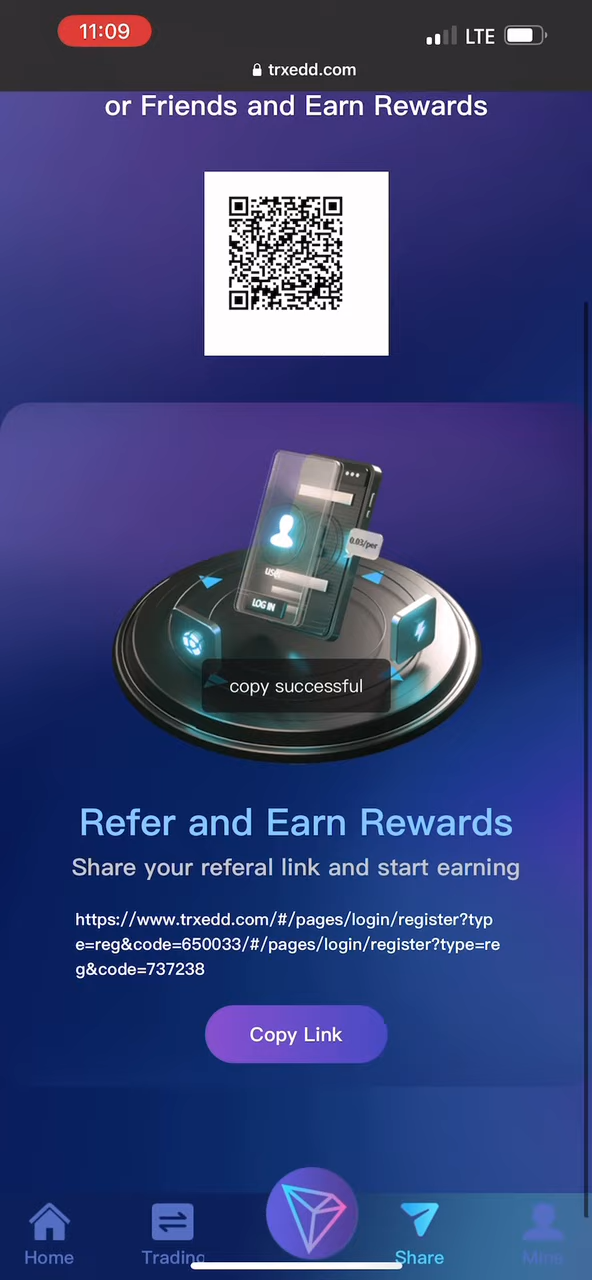 11:09
LTE
trxedd.com
or Friends and Earn Rewards
0.03/per
USER
LOG IN
copy successful
Refer and Earn Rewards
Share your referal link and start earning
https://www.trxedd.com/#/pages/login/register?typ
e=reg&code=650033/#/pages/login/register?type=re
g&code=737238
Copy Link
Home
Trading
Share
Mine